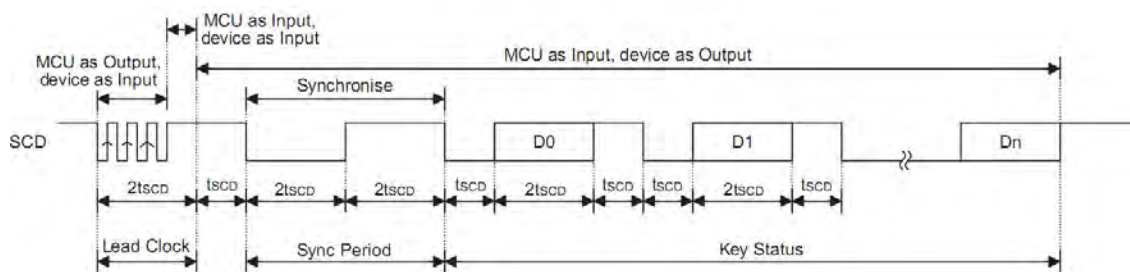 MCU as Input,
device as Input
MCU as Output,
device as Input
MCU as Input, device as Output
Synchronise
SCD
D0
D1
Dn
2tSCD
tSCD
2tSCD
2tSCD
tSCD
2tSCD
tSCD
tSCD
2tSCD
tSCD
Lead Clock
Sync Period
Key Status